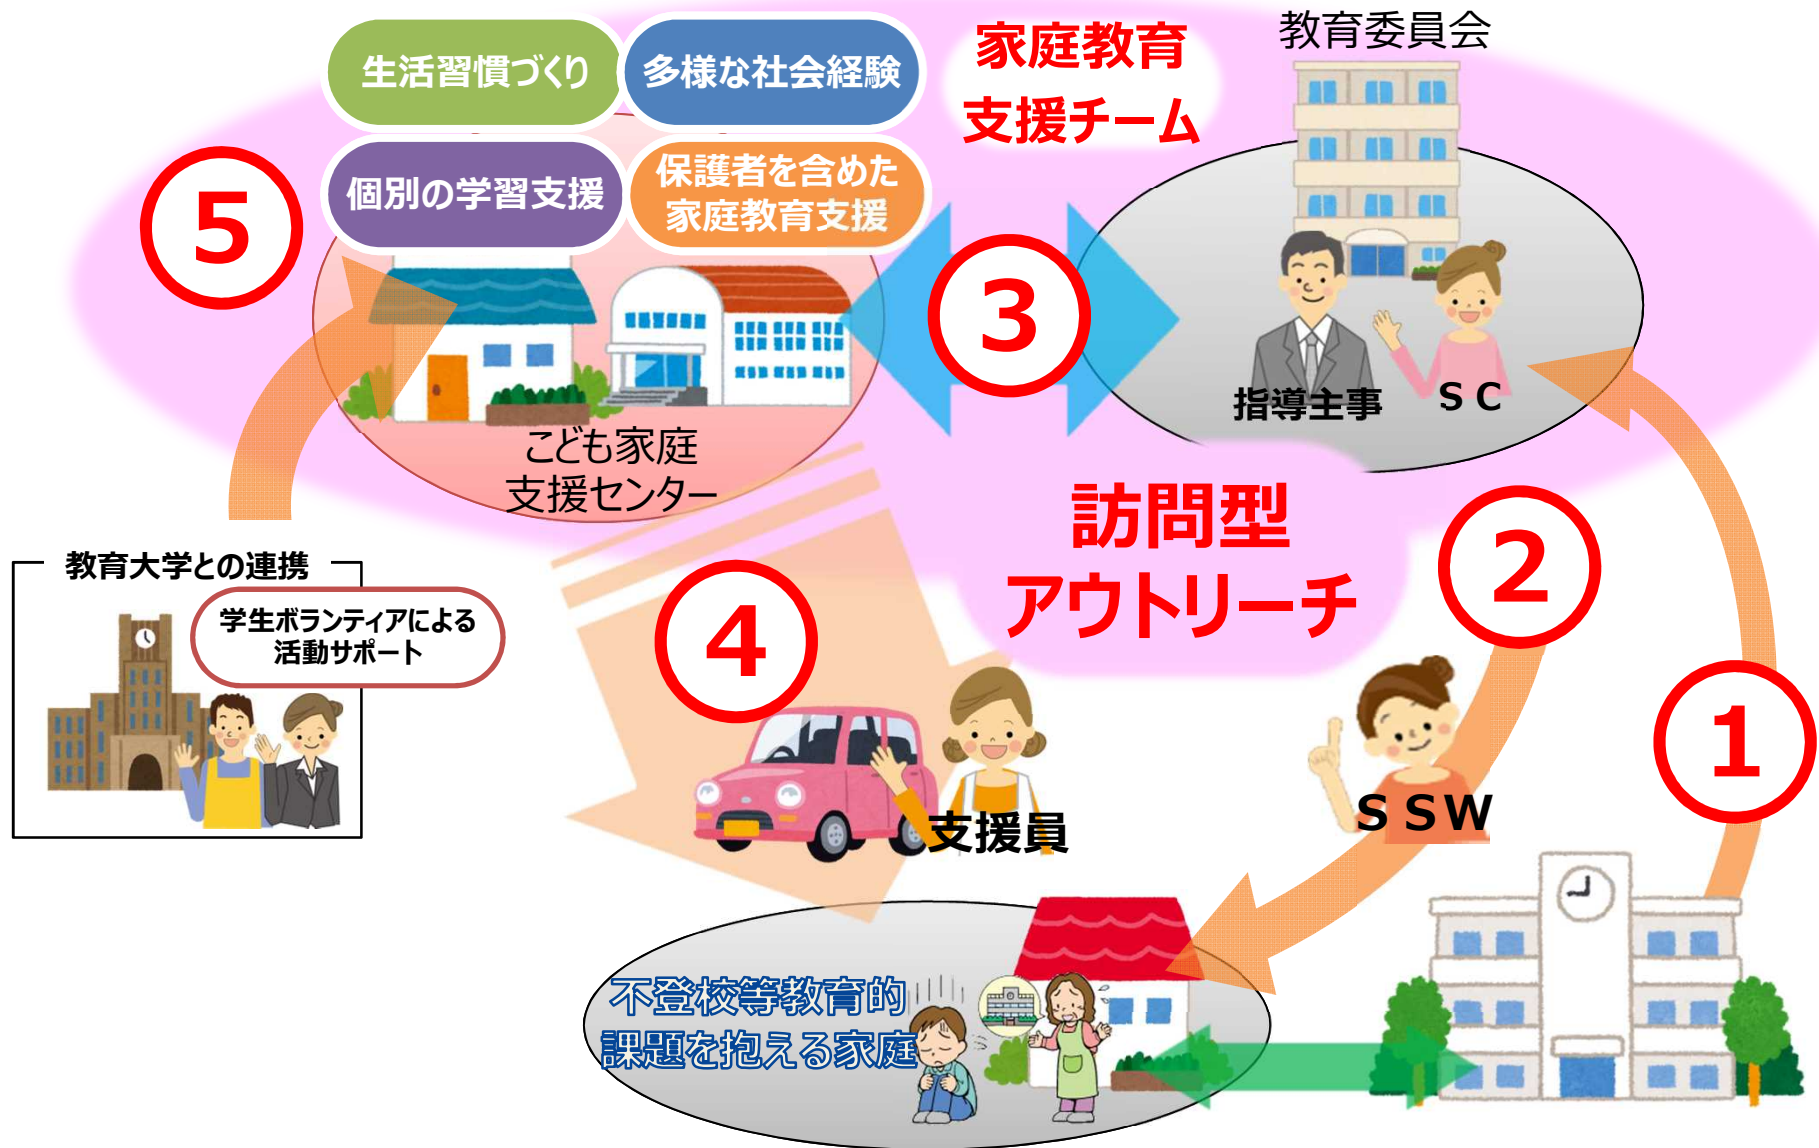 生活習慣づくり
多様な社会経験
個別の学習支援
保護者を含めた
家庭教育支援
家庭教育
支援チーム
教育委員会
5
3
指導主事
SC
こども家庭
支援センター
訪問型
アウトリーチ
2
教育大学との連携
学生ボランティアによる
活動サポート
4
支援員
SSW
1
不登校等教育的
課題を抱える家庭